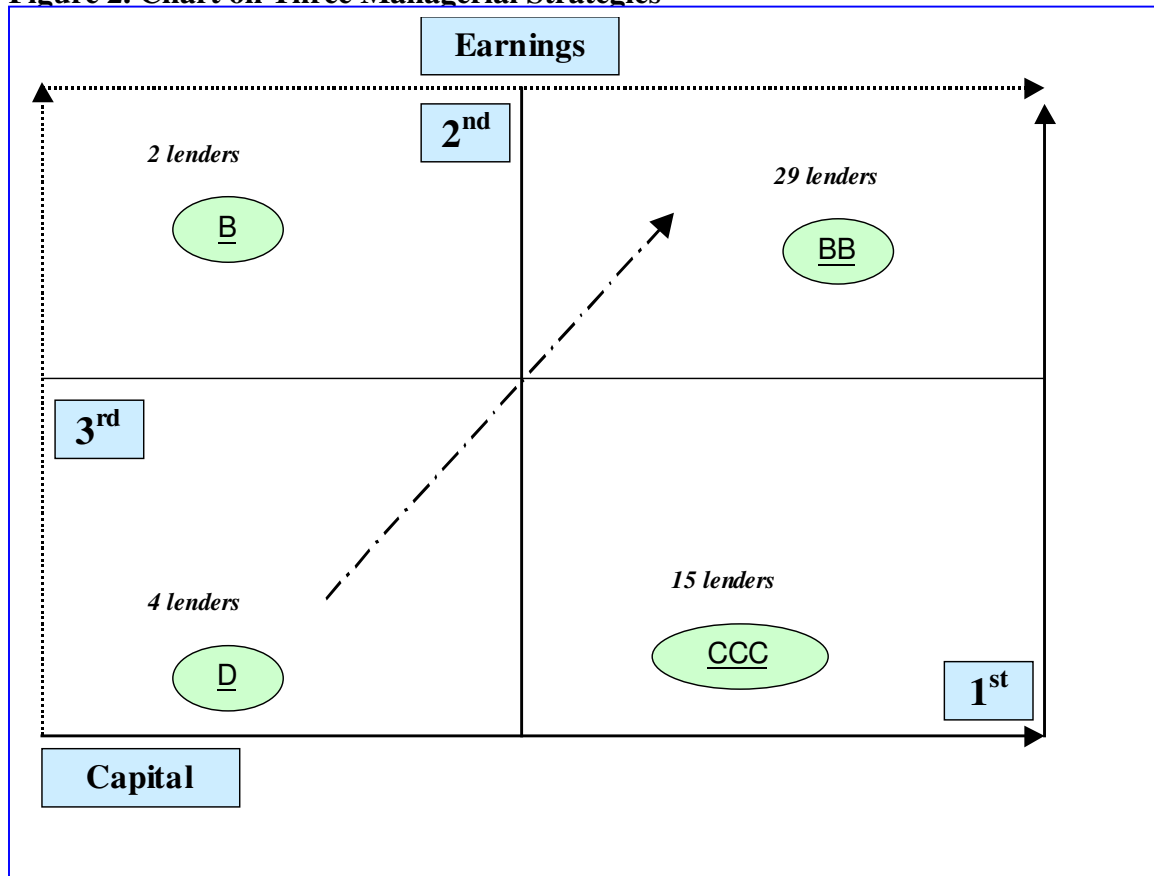 Figure 2. Chart on Three Managerial Strategies
Earnings
2nd
2 lenders
29 lenders
B
BB
3rd
15 lenders
4 lenders
CCC
D
1st
Capital